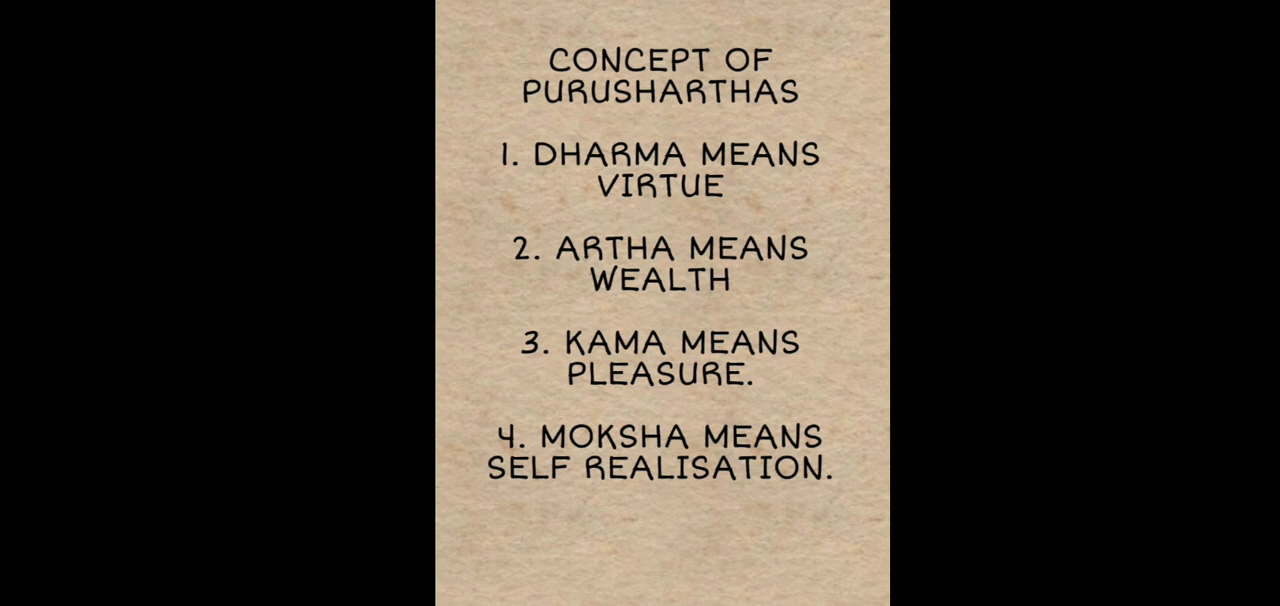 CONCEPT OF
PURUSHARTHAS
1. DHARMA MEANS
VIRTUE
2. ARTHA MEANS
WEALTH
3. KAMA MEANS
PLEASURE.
4. MOKSHA MEANS
SELF REALISATION.